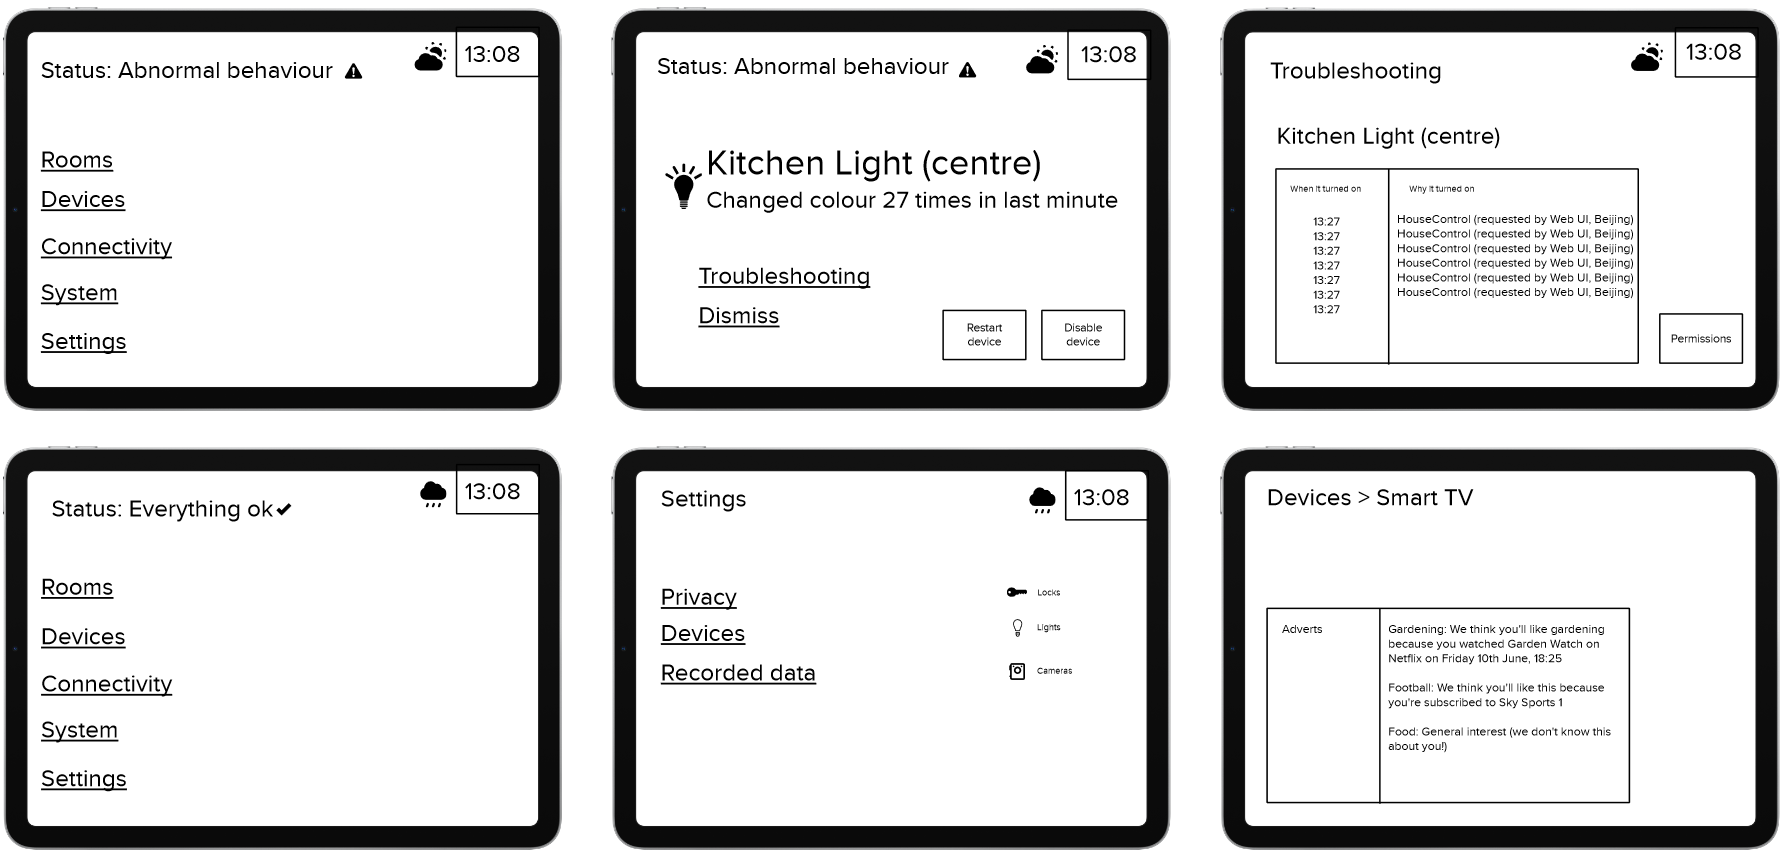 Status: Abnormal behaviour
13:08
Rooms
Devices
Connectivity
System
Settings
Status: Abnormal behaviour
13:08
Kitchen Light (centre)
Changed colour 27 times in last minute
Troubleshooting
Dismiss
Restart
device
Disable
device
Troubleshooting
13:08
Kitchen Light (centre)
When it turned on
Why it turned on
13:27 HouseControl (requested by Web UI, Beijing)
13:27 HouseControl (requested by Web UI, Beijing)
13:27 HouseControl (requested by Web UI, Beijing)
13:27 HouseControl (requested by Web UI, Beijing)
13:27 HouseControl (requested by Web UI, Beijing)
13:27 HouseControl (requested by Web UI, Beijing)
13:27
Permissions
Status: Everything ok
13:08
Rooms
Devices
Connectivity
System
Settings
Settings
13:08
Privacy
Devices
Recorded data
Locks
Lights
Cameras
Devices > Smart TV
Adverts
Gardening: We think you'll like gardening
because you watched Garden Watch on
Netflix on Friday 10th June, 18:25
Football: We think you'll like this because
you're subscribed to Sky Sports 1
Food: General interest (we don't know this
about you!)